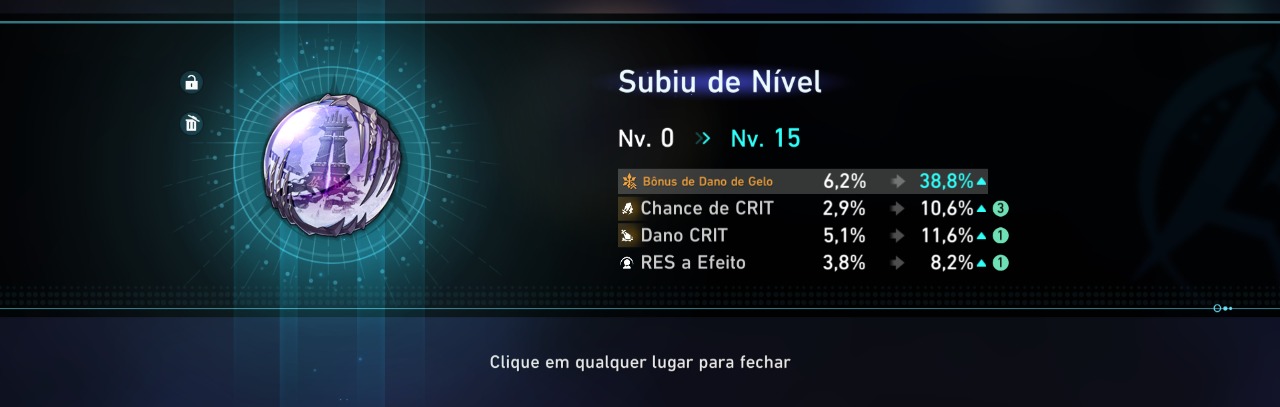 Subiu de Nível
Nv. 0 Nv. 15
Bônus de Dano de Gelo 6,2% 38,8%
Chance de CRIT 2,9% 10,6% 3
Dano CRIT 5,1% 11,6% 1
RES a Efeito 3,8% 8,2% 1
Clique em qualquer lugar para fechar